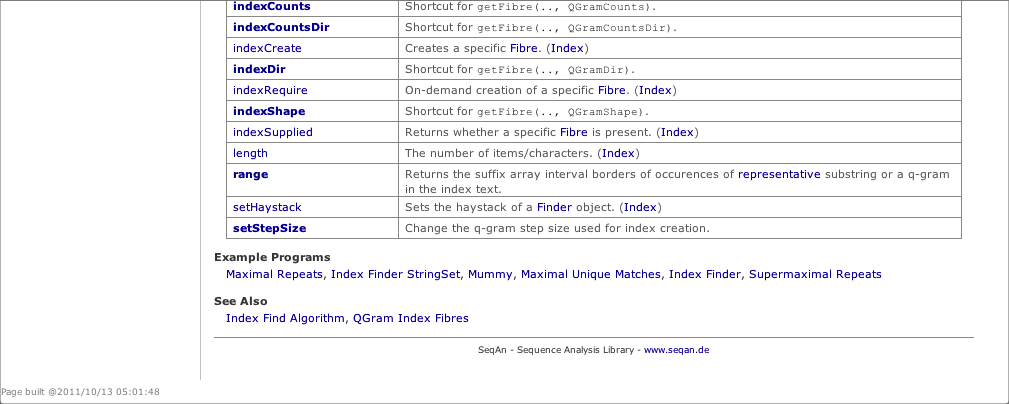 indexCounts Shortcut for getFibre(.., QGramCounts).
indexCountsDir Shortcut for getFibre(.., QGramCountsDir).
indexCreate Creates a specific Fibre. (Index)
indexDir Shortcut for getFibre(.., QGramDir).
indexRequire On-demand creation of a specific Fibre. (Index)
indexShape Shortcut for getFibre(.., QGramShape).
indexSupplied Returns whether a specific Fibre is present. (Index)
length The number of items/characters. (Index)
range Returns the suffix array interval borders of occurences of representative substring or a q-gram
in the index text.
setHaystack Sets the haystack of a Finder object. (Index)
setStepSize Change the q-gram step size used for index creation.
Example Programs
Maximal Repeats, Index Finder StringSet, Mummy, Maximal Unique Matches, Index Finder, Supermaximal Repeats
See Also
Index Find Algorithm, QGram Index Fibres
SeqAn - Sequence Analysis Library - www.seqan.de
Page built @2011/10/13 05:01:48